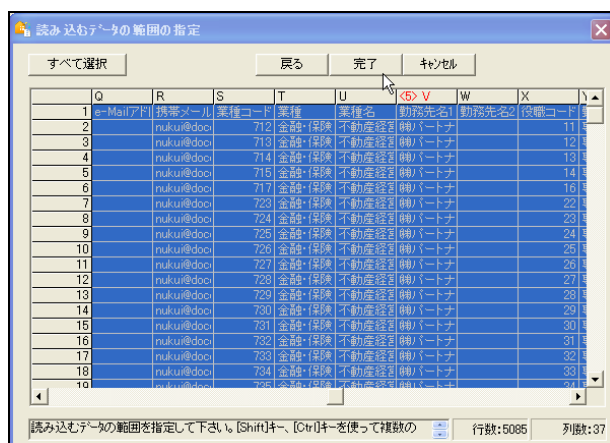 読み込むデータの範囲の指定
すべて選択 戻る 完了 キャンセル
Q R S T U <5> V W X Y
1 e-Mailアド 携帯メール 業種コード 業種 業種名 勤務先名1 勤務先名2 役職コード
2 nukui@doc 712 金融・保険 不動産経営 ㈱パートナ 11
3 nukui@doc 713 金融・保険 不動産経営 ㈱パートナ 12
4 nukui@doc 714 金融・保険 不動産経営 ㈱パートナ 13
5 nukui@doc 715 金融・保険 不動産経営 ㈱パートナ 14
6 nukui@doc 717 金融・保険 不動産経営 ㈱パートナ 16
7 nukui@doc 723 金融・保険 不動産経営 ㈱パートナ 22
8 nukui@doc 724 金融・保険 不動産経営 ㈱パートナ 23
9 nukui@doc 725 金融・保険 不動産経営 ㈱パートナ 24
10 nukui@doc 726 金融・保険 不動産経営 ㈱パートナ 25
11 nukui@doc 727 金融・保険 不動産経営 ㈱パートナ 26
12 nukui@doc 728 金融・保険 不動産経営 ㈱パートナ 27
13 nukui@doc 729 金融・保険 不動産経営 ㈱パートナ 28
14 nukui@doc 730 金融・保険 不動産経営 ㈱パートナ 29
15 nukui@doc 731 金融・保険 不動産経営 ㈱パートナ 30
16 nukui@doc 732 金融・保険 不動産経営 ㈱パートナ 31
17 nukui@doc 733 金融・保険 不動産経営 ㈱パートナ 32
18 nukui@doc 734 金融・保険 不動産経営 ㈱パートナ 33
19 nukui@doc 735 金融・保険 不動産経営 ㈱パートナ 34
読み込むデータの範囲を指定して下さい。[Shift]キー、[Ctrl]キーを使って複数の 行数:5085 列数:37